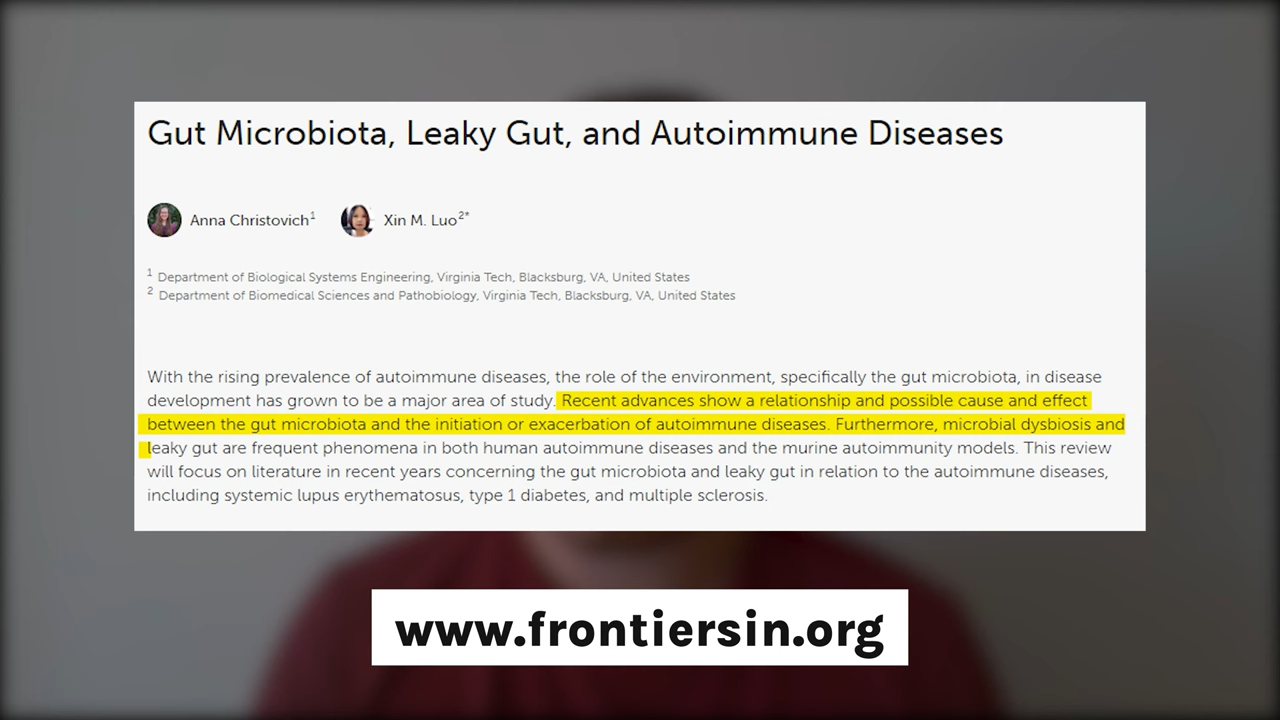 Gut Microbiota, Leaky Gut, and Autoimmune Diseases
Anna Christovich1 Xin M. Luo2*
1 Department of Biological Systems Engineering, Virginia Tech, Blacksburg, VA, United States
2 Department of Biomedical Sciences and Pathobiology, Virginia Tech, Blacksburg, VA, United States
With the rising prevalence of autoimmune diseases, the role of the environment, specifically the gut microbiota, in disease
development has grown to be a major area of study. Recent advances show a relationship and possible cause and effect
between the gut microbiota and the initiation or exacerbation of autoimmune diseases. Furthermore, microbial dysbiosis and
leaky gut are frequent phenomena in both human autoimmune diseases and the murine autoimmunity models. This review
will focus on literature in recent years concerning the gut microbiota and leaky gut in relation to the autoimmune diseases,
including systemic lupus erythematosus, type 1 diabetes, and multiple sclerosis.
www.frontiersin.org